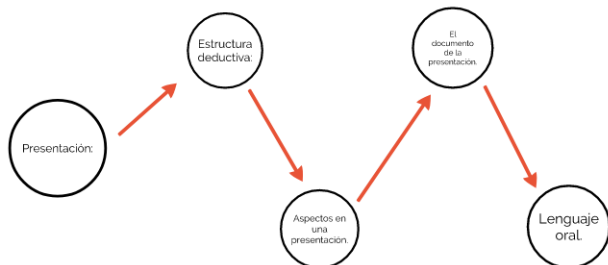 Presentación:
Estructura
deductiva:
Aspectos en
una
presentación.
El
documento
de la
presentación.
Lenguaje
oral.